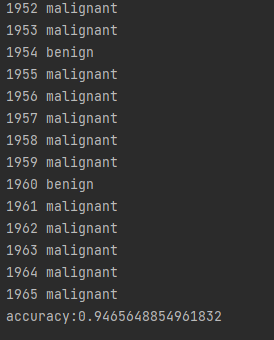 1952 malignant
1953 malignant
1954 benign
1955 malignant
1956 malignant
1957 malignant
1958 malignant
1959 malignant
1960 benign
1961 malignant
1962 malignant
1963 malignant
1964 malignant
1965 malignant
accuracy:0.9465648854961832